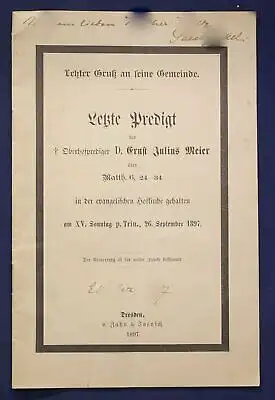 lieben
Letzter Gruß an seine Gemeinde.
Letzte Predigt
des
† Oberhofprediger D. Ernst Julius Meier
über
Matth. 6, 24–34
in der evangelischen Hofkirche gehalten
am XV. Sonntag p. Trin., 26. September 1897.
Der Reinertrag ist für milde Zwecke bestimmt
Dresden,
v. Zahn & Jaensch.
1897.